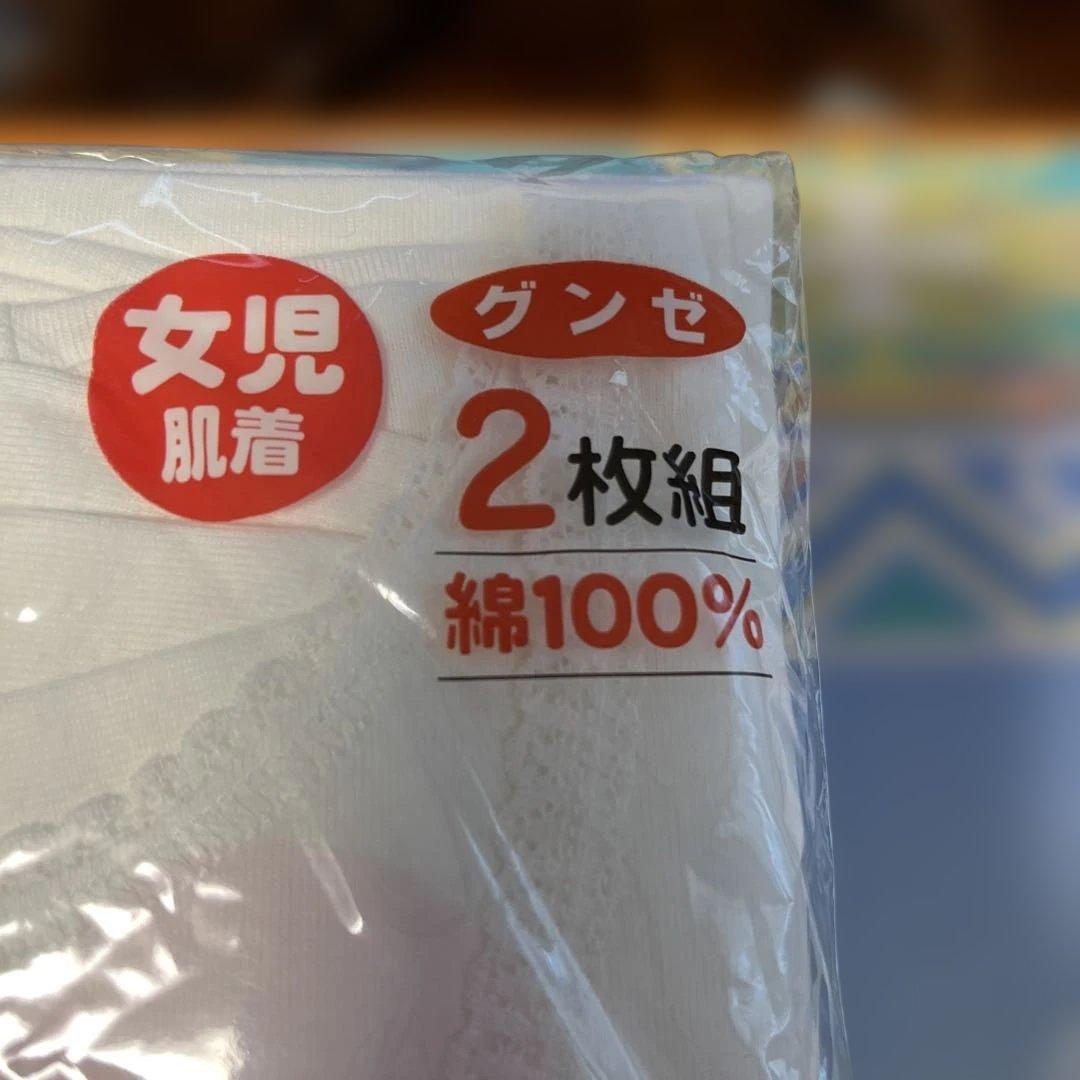 女児
肌着
グンゼ
2枚組
綿100%